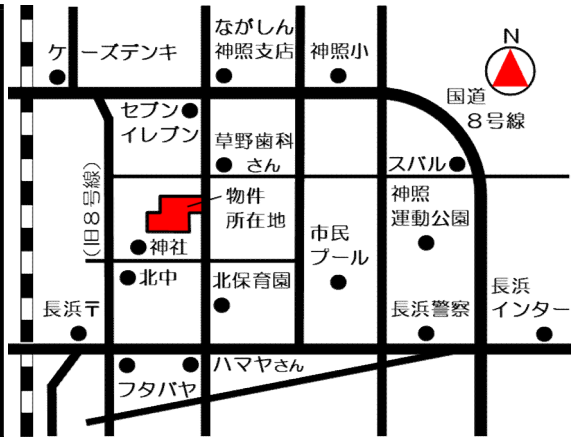 ながしん
神照支店
神照小
ケーズデンキ
N
国道
8号線
セブン
イレブン
草野歯科
さん
スバル
(旧8号線)
物件
所在地
神照
運動公園
市民
プール
神社
北中
北保育園
長浜〒
長浜警察
長浜
インター
フタバヤ
ハマヤさん